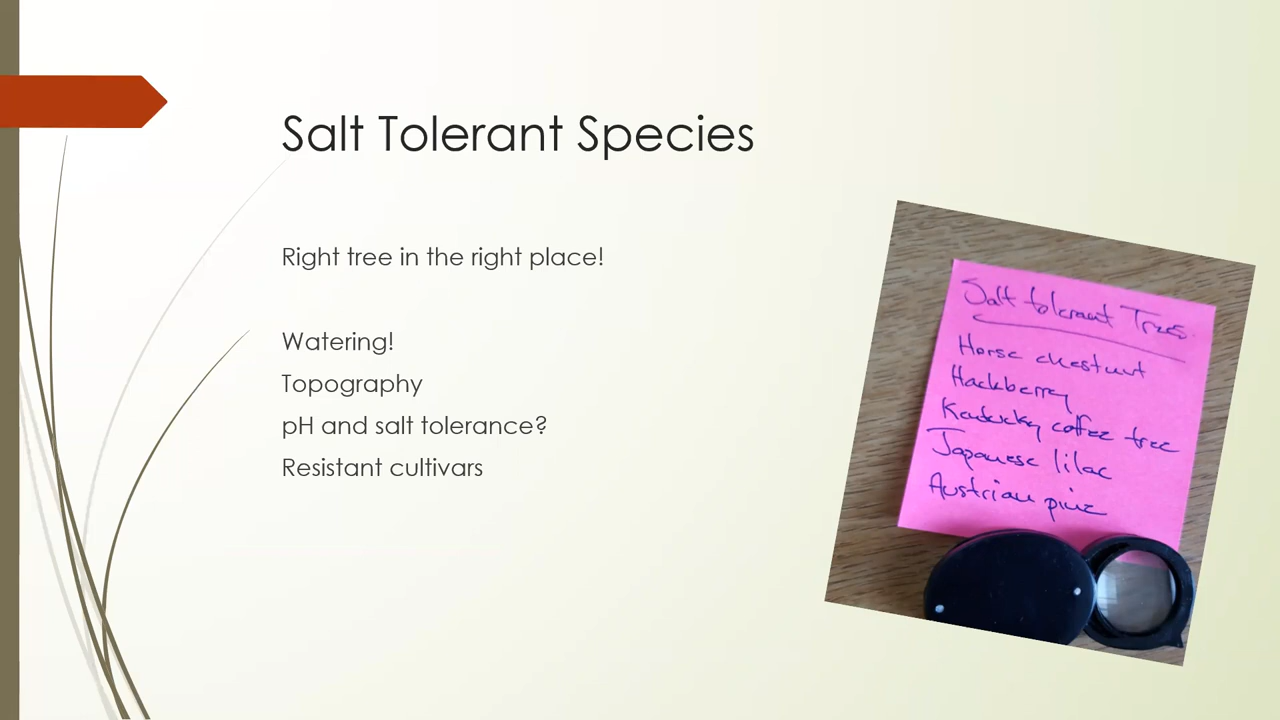 Salt Tolerant Species
Right tree in the right place!
Watering!
Topography
pH and salt tolerance?
Resistant cultivars
Salt tolerant Trees
Horse chestnut
Hackberry
Kentucky coffee tree
Japanese lilac
Austrian pine